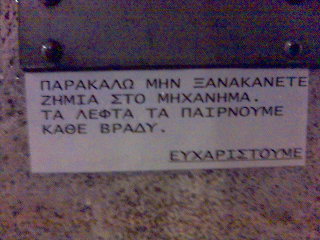 ΠΑΡΑΚΑΛΩ ΜΗΝ ΞΑΝΑΚΑΝΕΤΕ
ΖΗΜΙΑ ΣΤΟ ΜΗΧΑΝΗΜΑ.
ΤΑ ΛΕΦΤΑ ΤΑ ΠΑΙΡΝΟΥΜΕ
ΚΑΘΕ ΒΡΑΔΥ.
ΕΥΧΑΡΙΣΤΟΥΜΕ